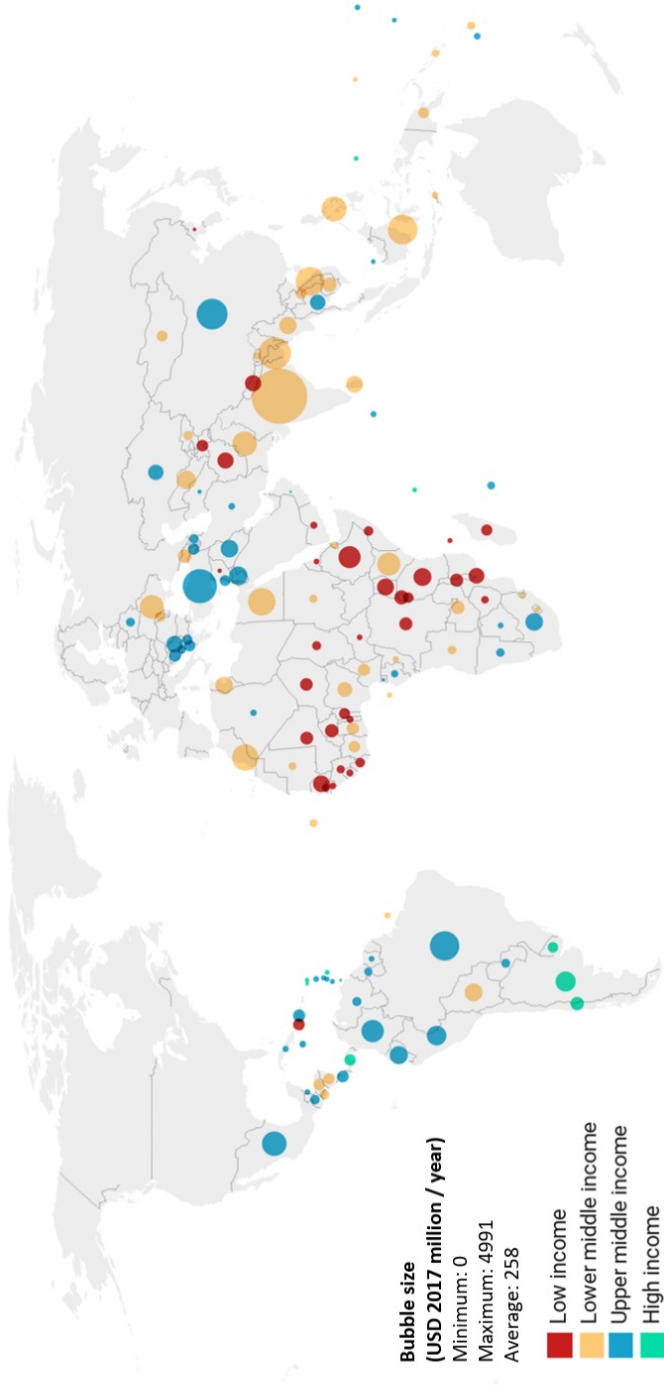 Bubble size
(USD 2017 million / year)
Minimum: 0
Maximum: 4991
Average: 258
Low income
Lower middle income
Upper middle income
High income